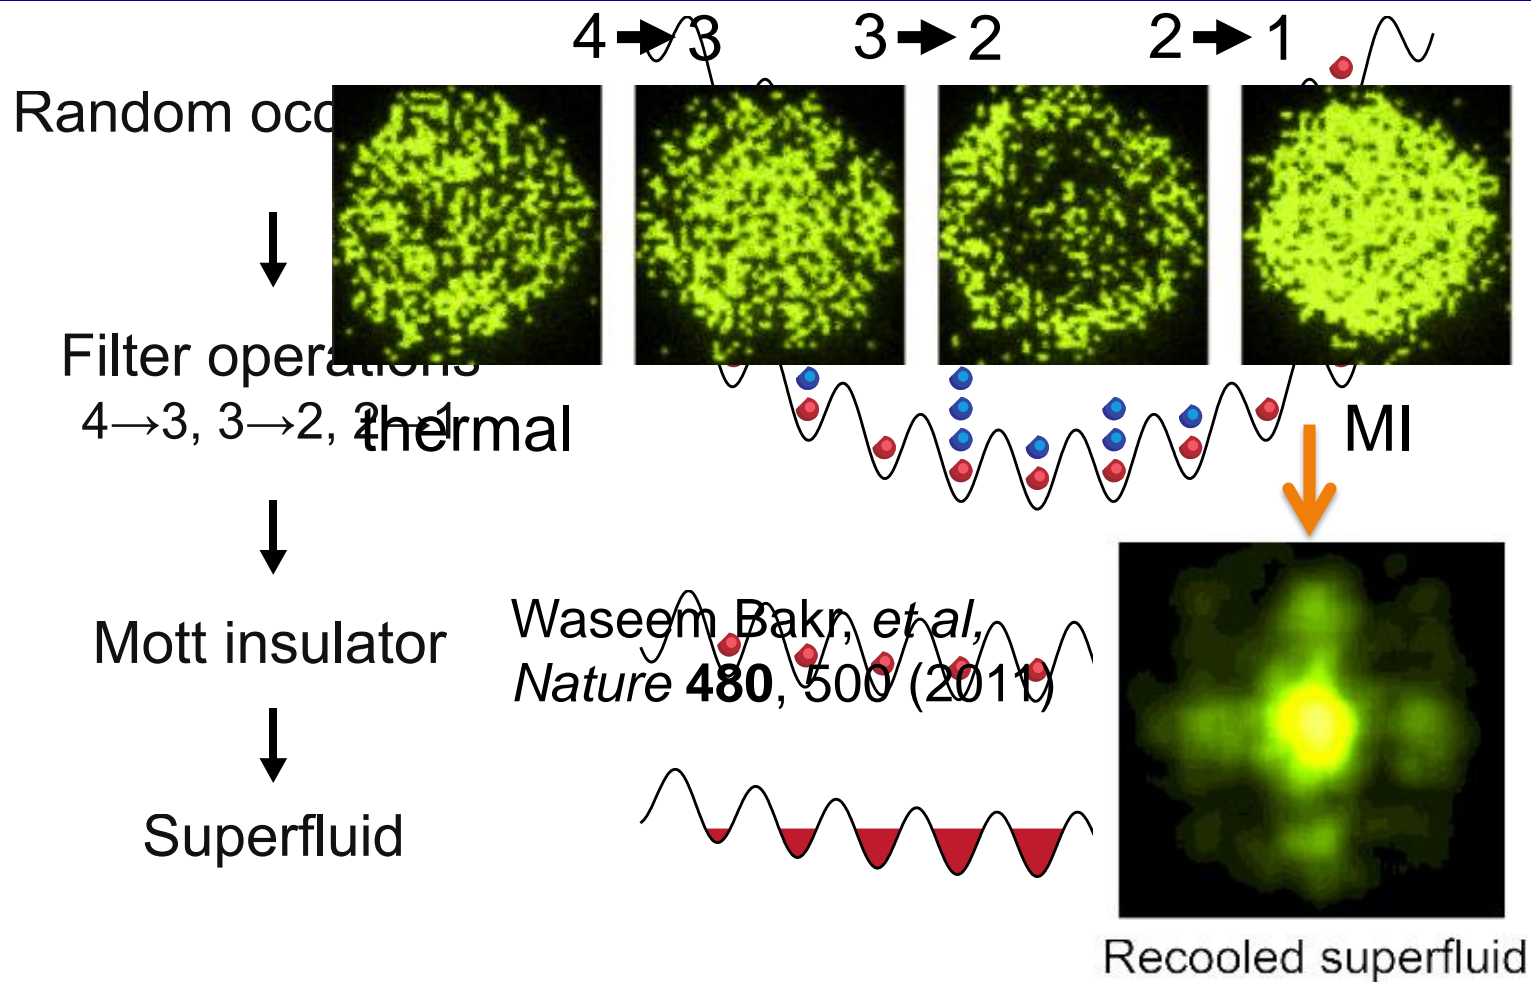 4 → 3 3 → 2 2 → 1
Random occ
Filter operations
4→3, 3→2, 2→1
thermal
MI
Mott insulator
Waseem Bakr, et al,
Nature 480, 500 (2011)
Superfluid
Recooled superfluid